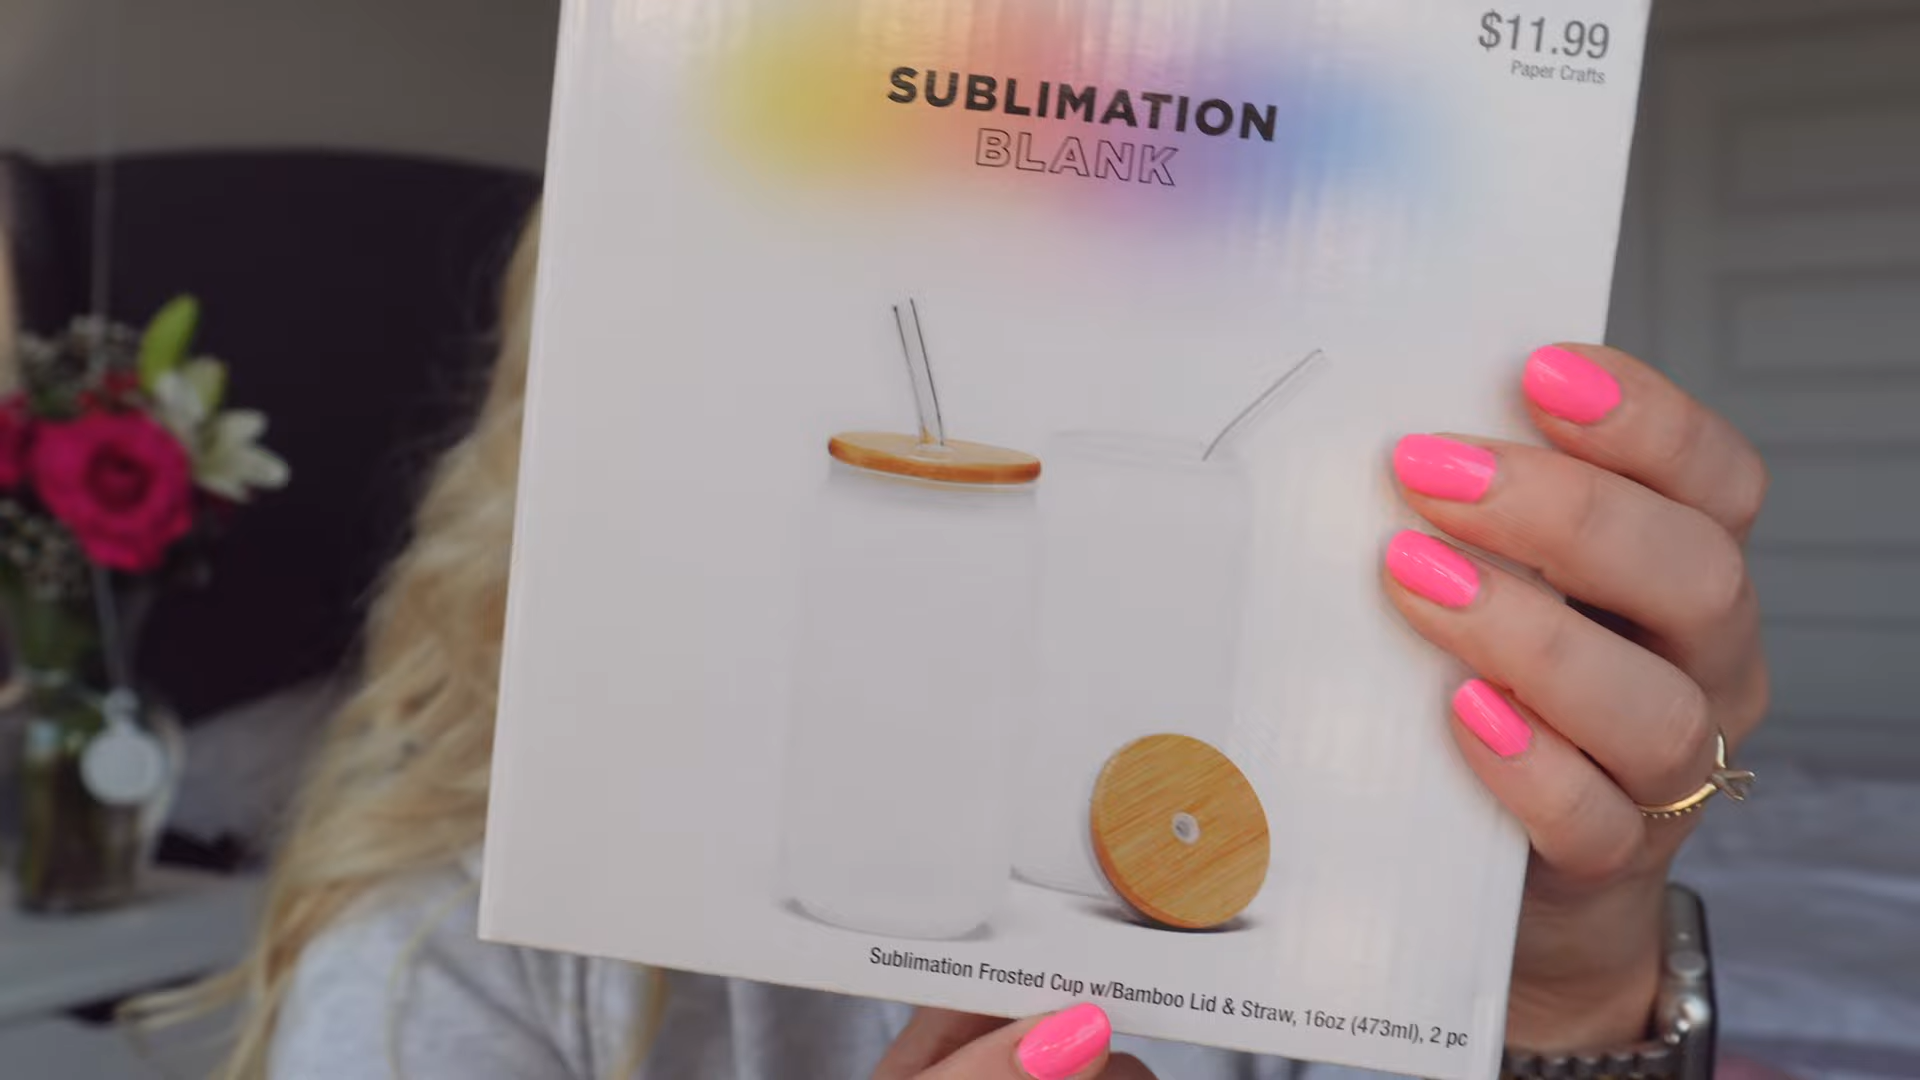 $11.99
Paper Crafts
SUBLIMATION
BLANK
Sublimation Frosted Cup w/Bamboo Lid & Straw, 16oz (473ml), 2 pc